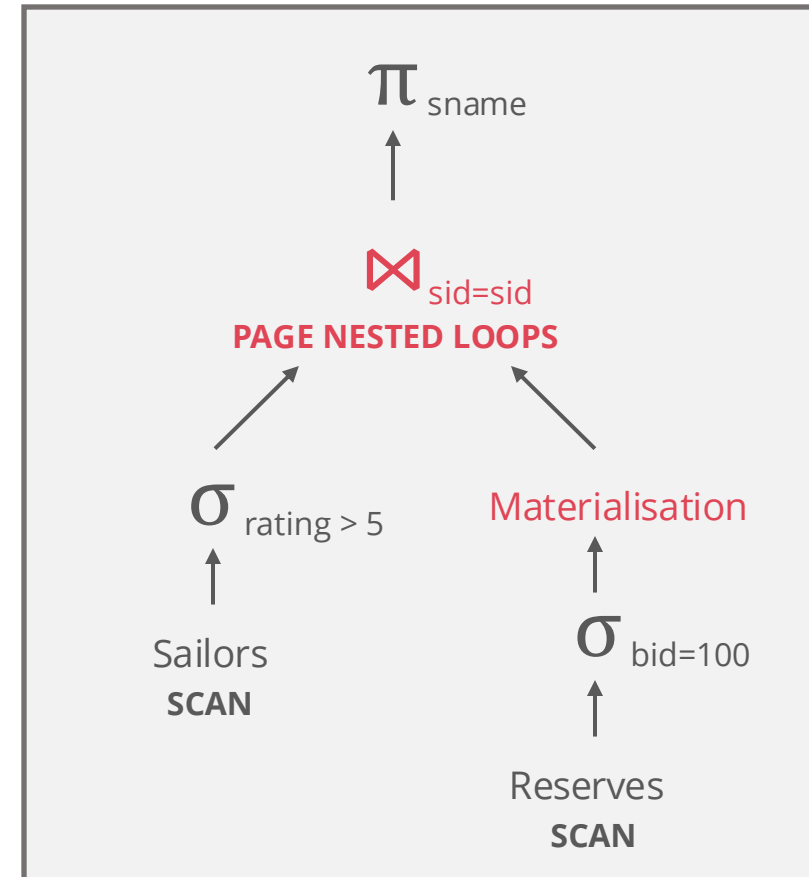 π sname
⋈ sid=sid
PAGE NESTED LOOPS
σ rating > 5
Materialisation
Sailors
SCAN
σ bid=100
Reserves
SCAN